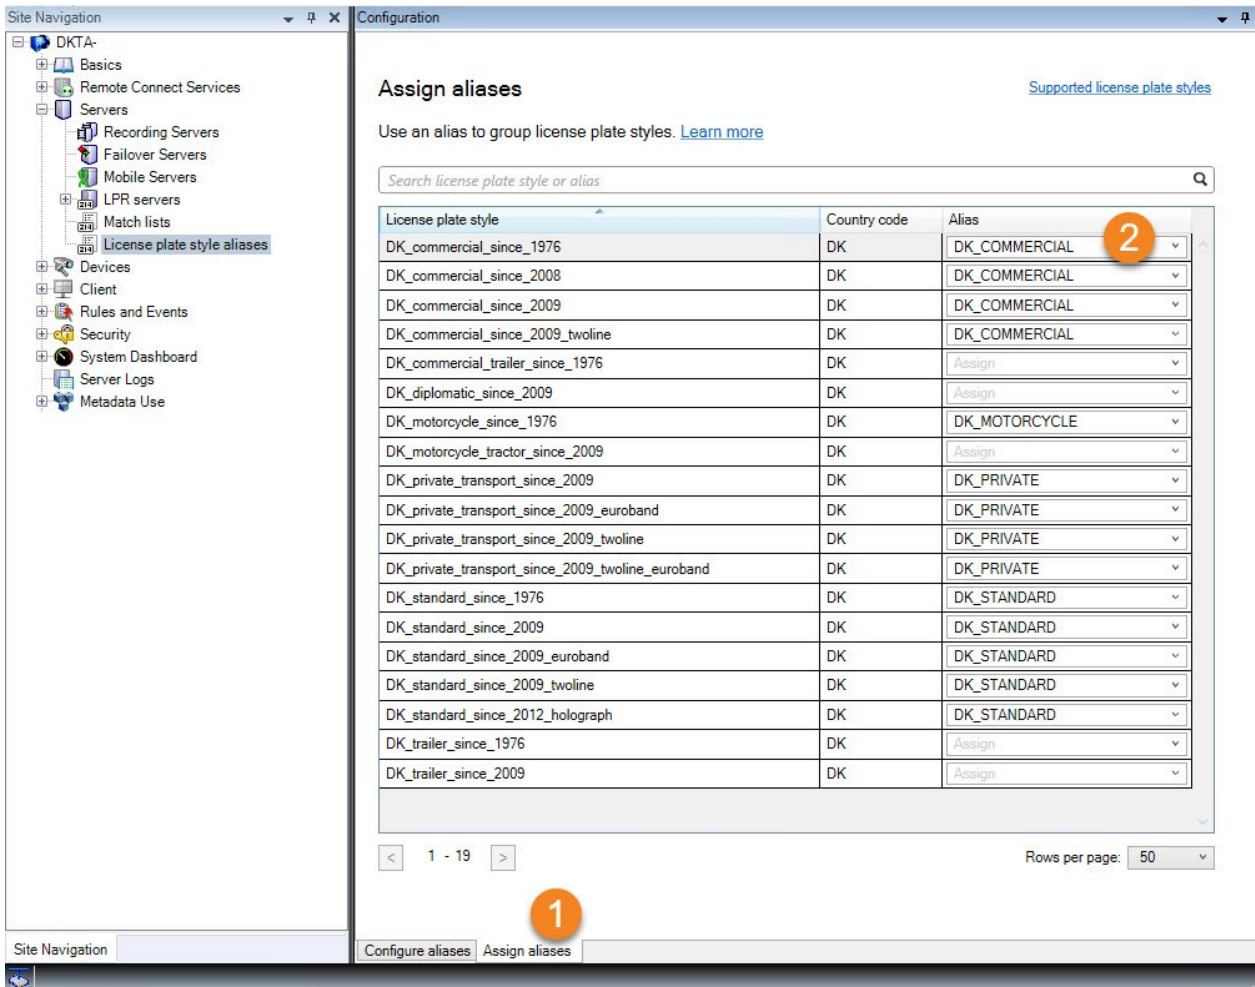 Site Navigation
DKTA-
Basics
Remote Connect Services
Servers
Recording Servers
Failover Servers
Mobile Servers
LPR servers
Match lists
License plate style aliases
Devices
Client
Rules and Events
Security
System Dashboard
Server Logs
Metadata Use
Site Navigation
Configuration
Assign aliases
Supported license plate styles
Use an alias to group license plate styles. Learn more
Search license plate style or alias
License plate style Country code Alias
2
DK_commercial_since_1976 DK DK_COMMERCIAL
DK_commercial_since_2008 DK DK_COMMERCIAL
DK_commercial_since_2009 DK DK_COMMERCIAL
DK_commercial_since_2009_twoline DK DK_COMMERCIAL
DK_commercial_trailer_since_1976 DK Assign
DK_diplomatic_since_2009 DK Assign
DK_motorcycle_since_1976 DK DK_MOTORCYCLE
DK_motorcycle_tractor_since_2009 DK Assign
DK_private_transport_since_2009 DK DK_PRIVATE
DK_private_transport_since_2009_euroband DK DK_PRIVATE
DK_private_transport_since_2009_twoline DK DK_PRIVATE
DK_private_transport_since_2009_twoline_euroband DK DK_PRIVATE
DK_standard_since_1976 DK DK_STANDARD
DK_standard_since_2009 DK DK_STANDARD
DK_standard_since_2009_euroband DK DK_STANDARD
DK_standard_since_2009_twoline DK DK_STANDARD
DK_standard_since_2012_holograph DK DK_STANDARD
DK_trailer_since_1976 DK Assign
DK_trailer_since_2009 DK Assign
< 1 - 19 >
Rows per page: 50
1
Configure aliases Assign aliases